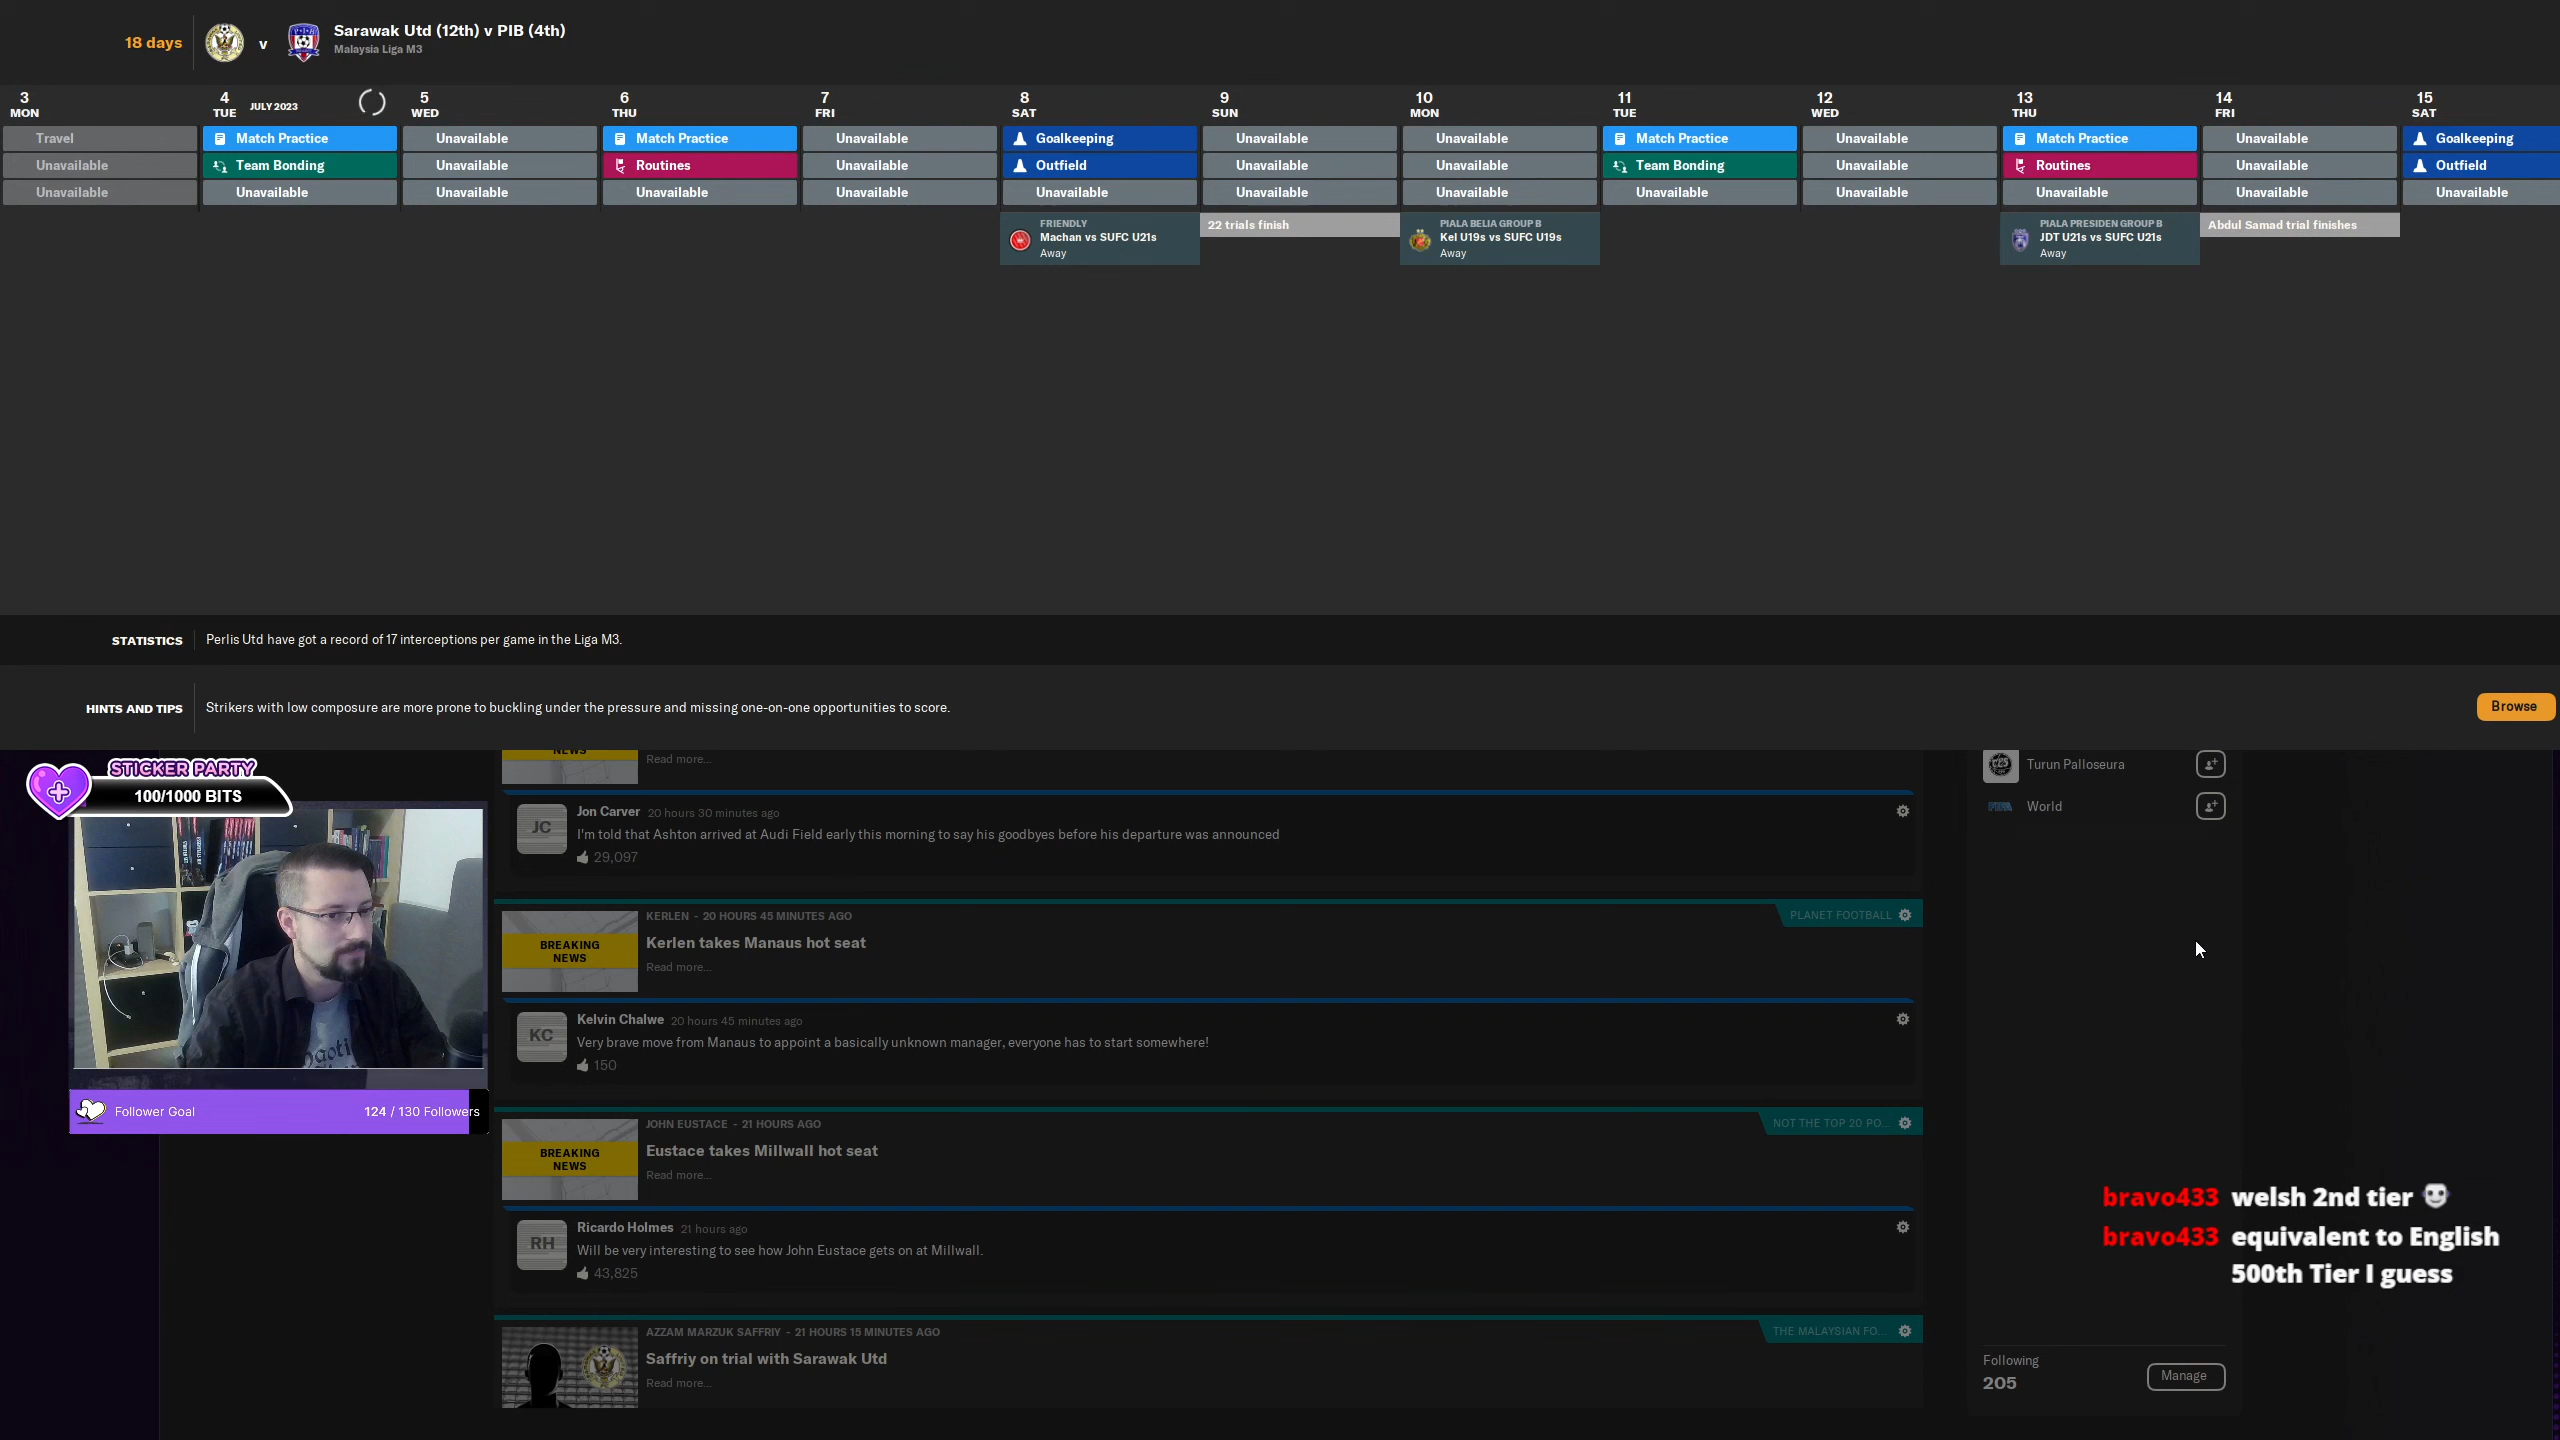 18 days
v
Sarawak Utd (12th) v PIB (4th)
Malaysia Liga M3
3 MON
4 TUE JULY 2023
5 WED
6 THU
7 FRI
8 SAT
9 SUN
10 MON
11 TUE
12 WED
13 THU
14 FRI
15 SAT
Travel
Match Practice
Unavailable
Match Practice
Unavailable
Goalkeeping
Unavailable
Unavailable
Match Practice
Unavailable
Match Practice
Unavailable
Goalkeeping
Unavailable
Team Bonding
Unavailable
Routines
Unavailable
Outfield
Unavailable
Unavailable
Team Bonding
Unavailable
Routines
Unavailable
Outfield
Unavailable
Unavailable
Unavailable
Unavailable
Unavailable
Unavailable
Unavailable
Unavailable
Unavailable
Unavailable
Unavailable
Unavailable
Unavailable
FRIENDLY
Machan vs SUFC U21s
Away
22 trials finish
PIALA BELIA GROUP B
Kel U19s vs SUFC U19s
Away
PIALA PRESIDEN GROUP B
JDT U21s vs SUFC U21s
Away
Abdul Samad trial finishes
STATISTICS
Perlis Utd have got a record of 17 interceptions per game in the Liga M3.
HINTS AND TIPS
Strikers with low composure are more prone to buckling under the pressure and missing one-on-one opportunities to score.
Browse
NEWS
Read more...
Turun Palloseura
World
STICKER PARTY
100/1000 BITS
JC
Jon Carver 20 hours 30 minutes ago
I'm told that Ashton arrived at Audi Field early this morning to say his goodbyes before his departure was announced
29,097
KERLEN - 20 HOURS 45 MINUTES AGO
PLANET FOOTBALL
BREAKING
NEWS
Kerlen takes Manaus hot seat
Read more...
KC
Kelvin Chalwe 20 hours 45 minutes ago
Very brave move from Manaus to appoint a basically unknown manager, everyone has to start somewhere!
150
Follower Goal
124 / 130 Followers
JOHN EUSTACE - 21 HOURS AGO
NOT THE TOP 20 PO...
BREAKING
NEWS
Eustace takes Millwall hot seat
Read more...
RH
Ricardo Holmes 21 hours ago
Will be very interesting to see how John Eustace gets on at Millwall.
43,825
bravo433 welsh 2nd tier
bravo433 equivalent to English
500th Tier I guess
AZZAM MARZUK SAFFRIY - 21 HOURS 15 MINUTES AGO
THE MALAYSIAN FO...
Saffriy on trial with Sarawak Utd
Read more...
Following
205
Manage